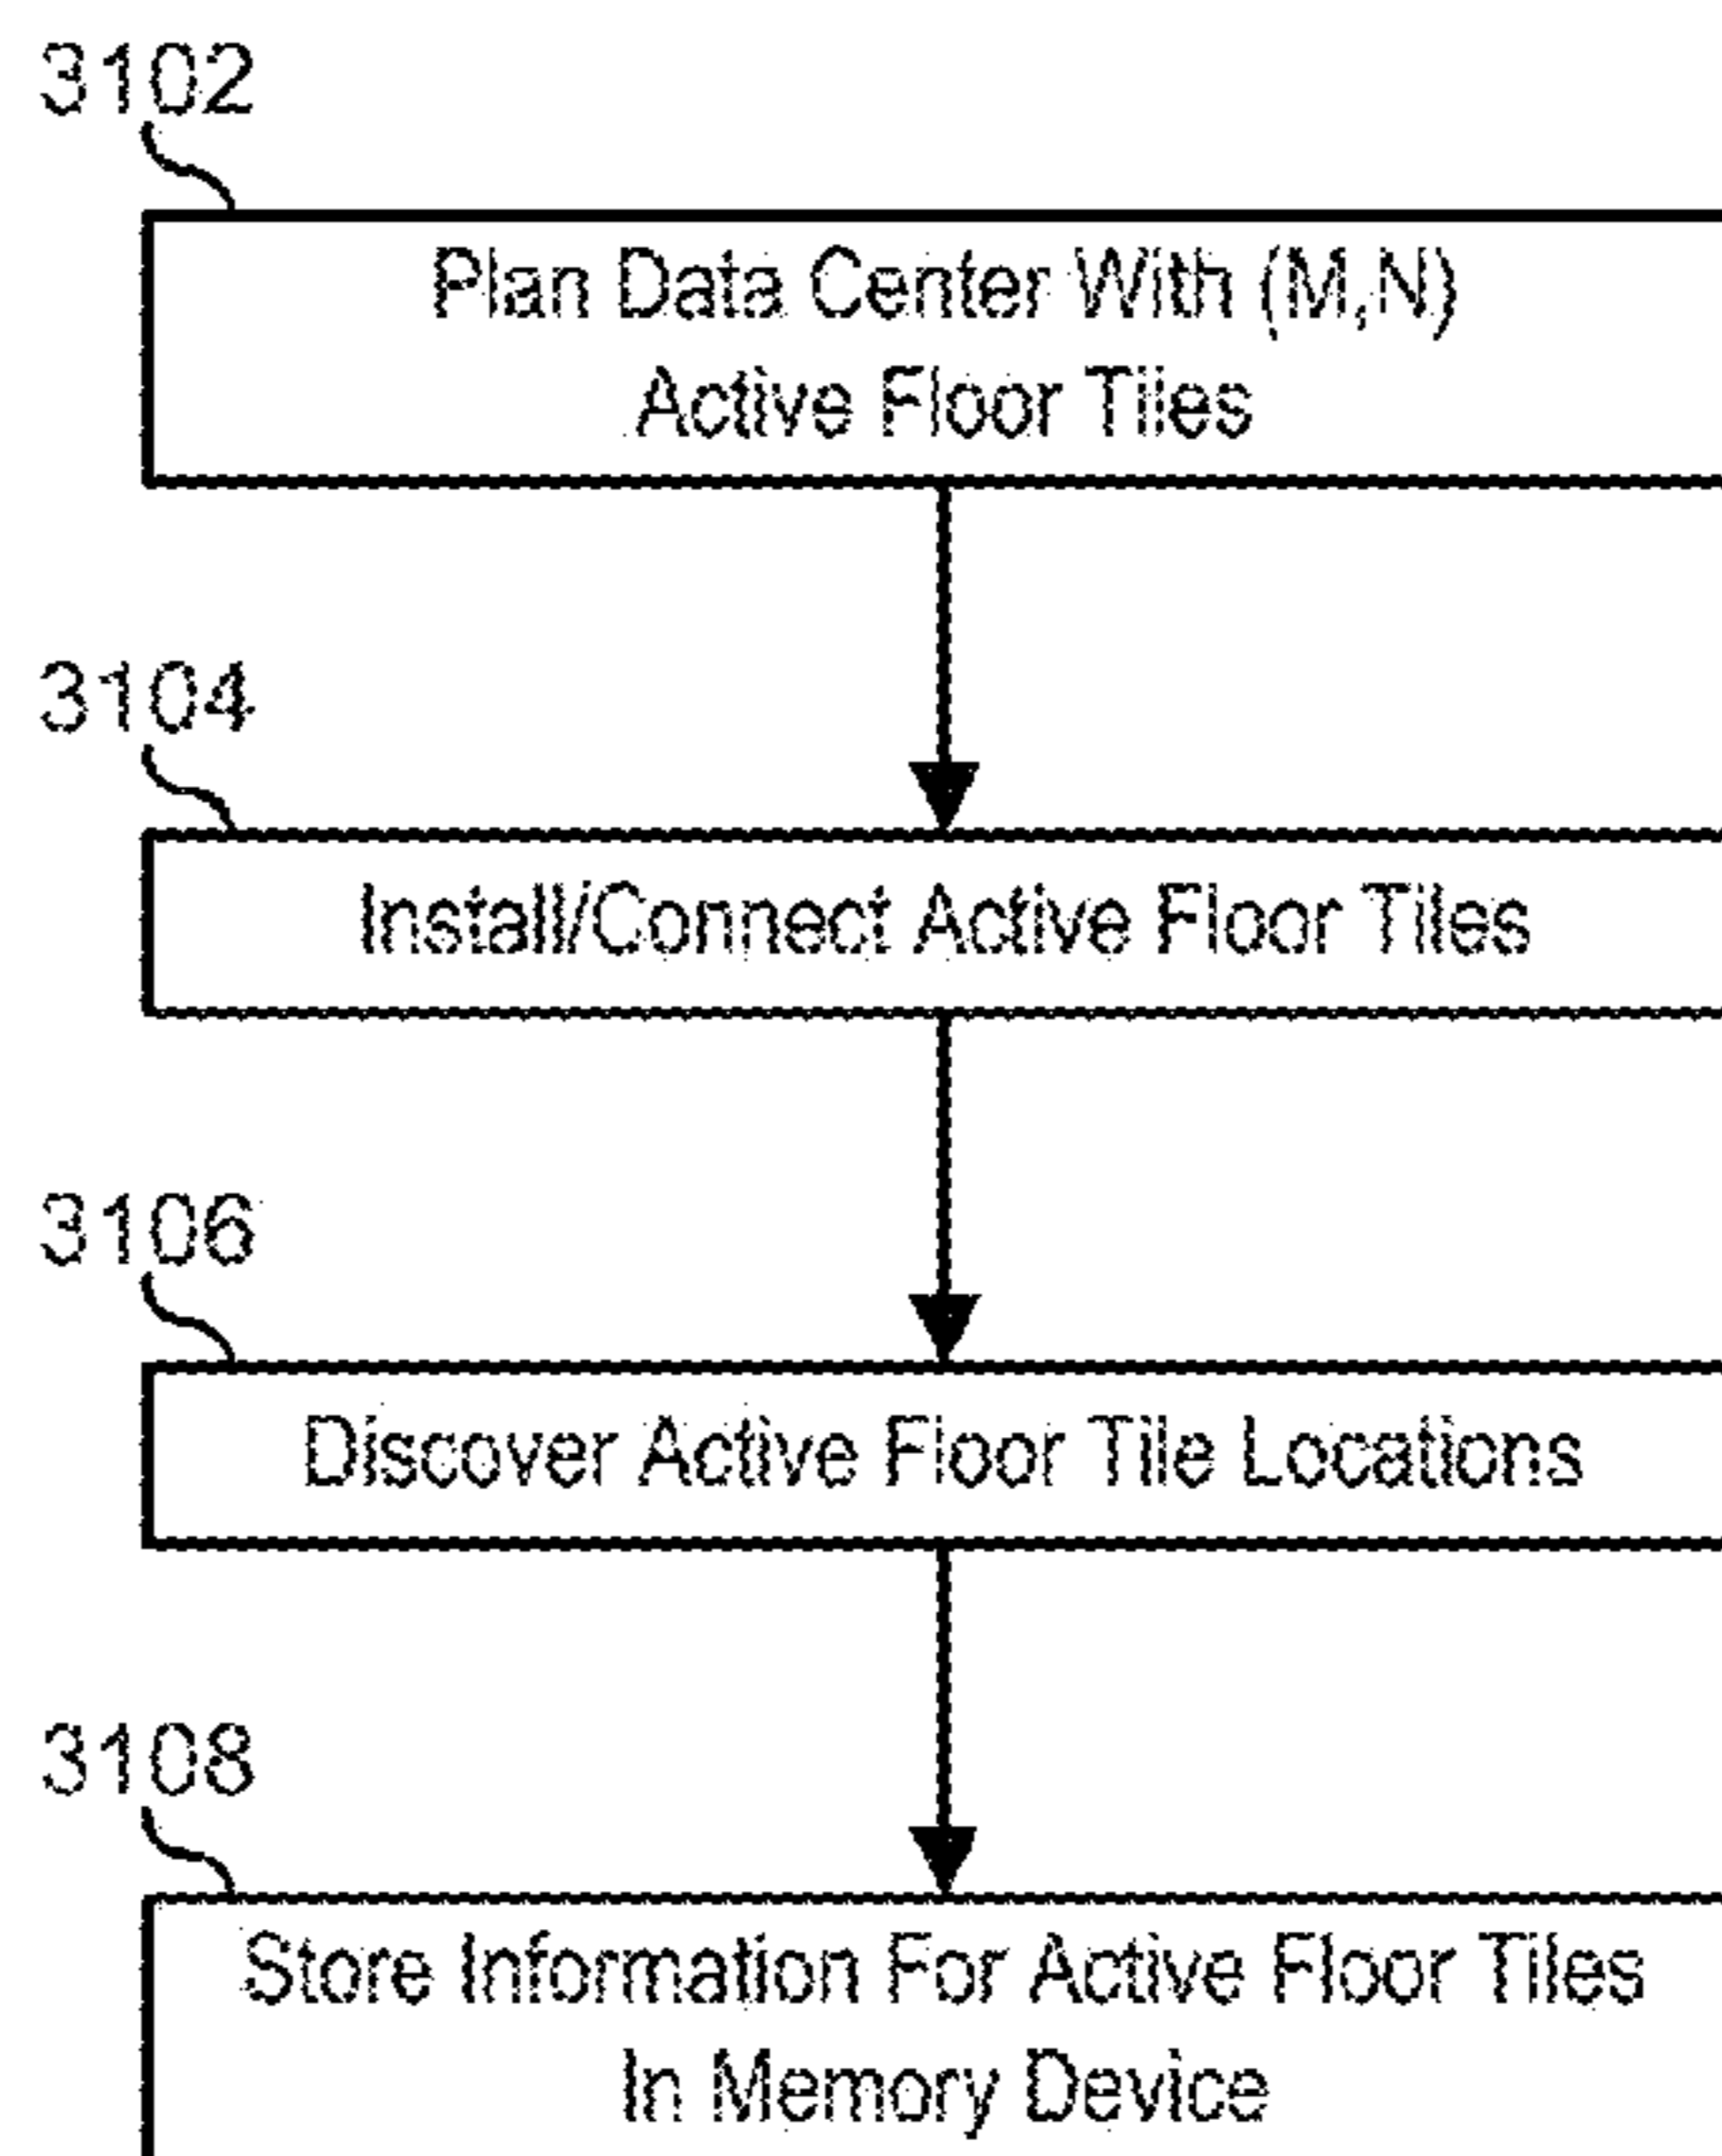 3102
Plan Data Center With (M,N)
Active Floor Tiles
3104
Install/Connect Active Floor Tiles
3106
Discover Active Floor Tile Locations
3108
Store Information For Active Floor Tiles
In Memory Device